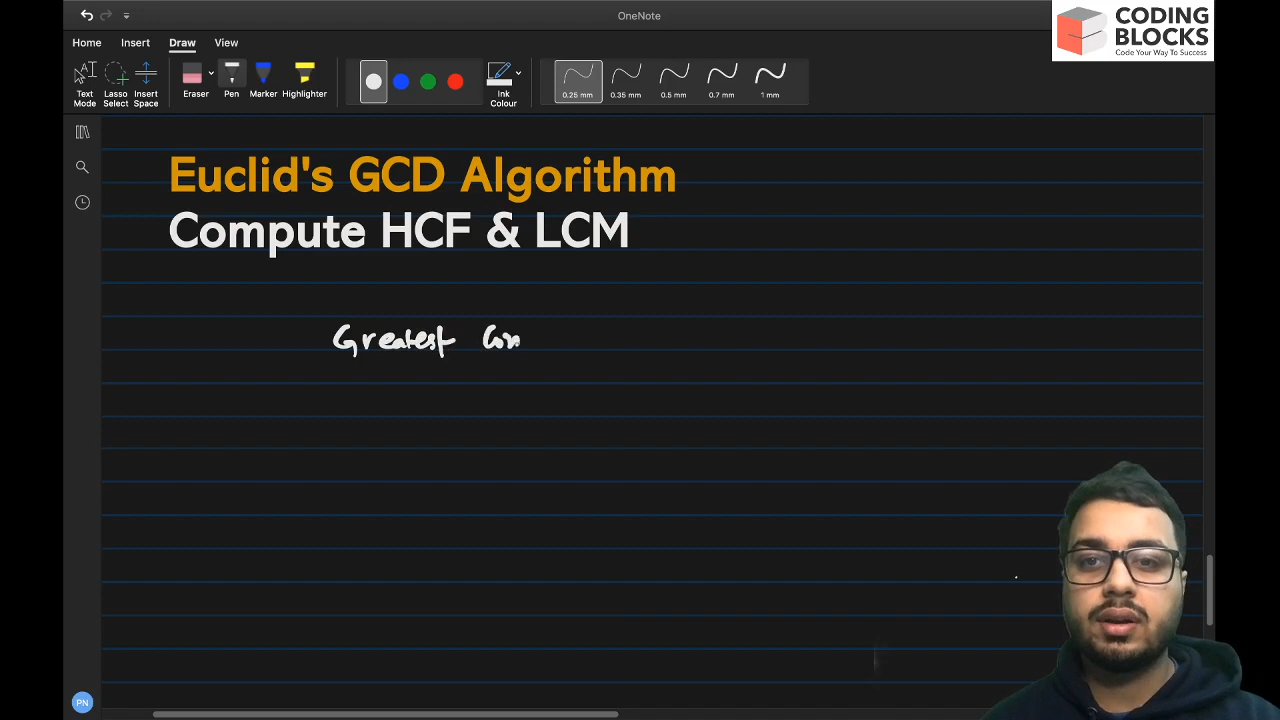 OneNote
CODING
BLOCKS
Code Your Way To Success
Home Insert Draw View
Text Mode
Lasso Select
Insert Space
Eraser
Pen
Marker
Highlighter
Ink Colour
0.25 mm 0.35 mm 0.5 mm 0.7 mm 1 mm
Euclid's GCD Algorithm
Compute HCF & LCM
Greatest Com
PN